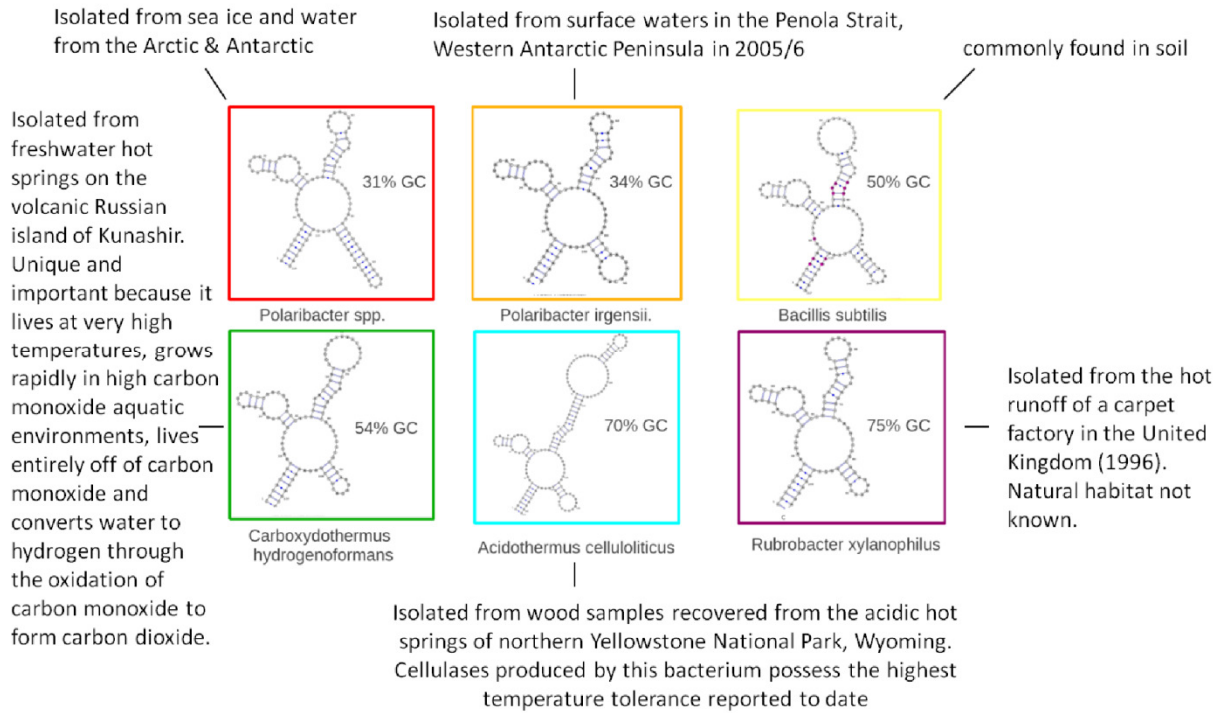 Isolated from sea ice and water
from the Arctic & Antarctic
Isolated from surface waters in the Penola Strait,
Western Antarctic Peninsula in 2005/6
commonly found in soil
Isolated from
freshwater hot
springs on the
volcanic Russian
island of Kunashir.
Unique and
important because it
lives at very high
temperatures, grows
rapidly in high carbon
monoxide aquatic
environments, lives
entirely off of carbon
monoxide and
converts water to
hydrogen through
the oxidation of
carbon monoxide to
form carbon dioxide.
31% GC
Polaribacter spp.
34% GC
Polaribacter irgensii.
50% GC
Bacillis subtilis
54% GC
Carboxydothermus
hydrogenoformans
70% GC
Acidothermus celluloliticus
75% GC
Rubrobacter xylanophilus
Isolated from the hot
runoff of a carpet
factory in the United
Kingdom (1996).
Natural habitat not
known.
Isolated from wood samples recovered from the acidic hot
springs of northern Yellowstone National Park, Wyoming.
Cellulases produced by this bacterium possess the highest
temperature tolerance reported to date